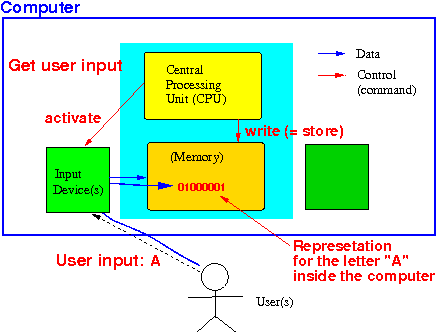 Computer
Get user input
Central
Processing
Unit (CPU)
Data
Control
(command)
activate
write (= store)
(Memory)
01000001
Input
Device(s)
User input: A
Represetation
for the letter "A"
inside the computer
User(s)